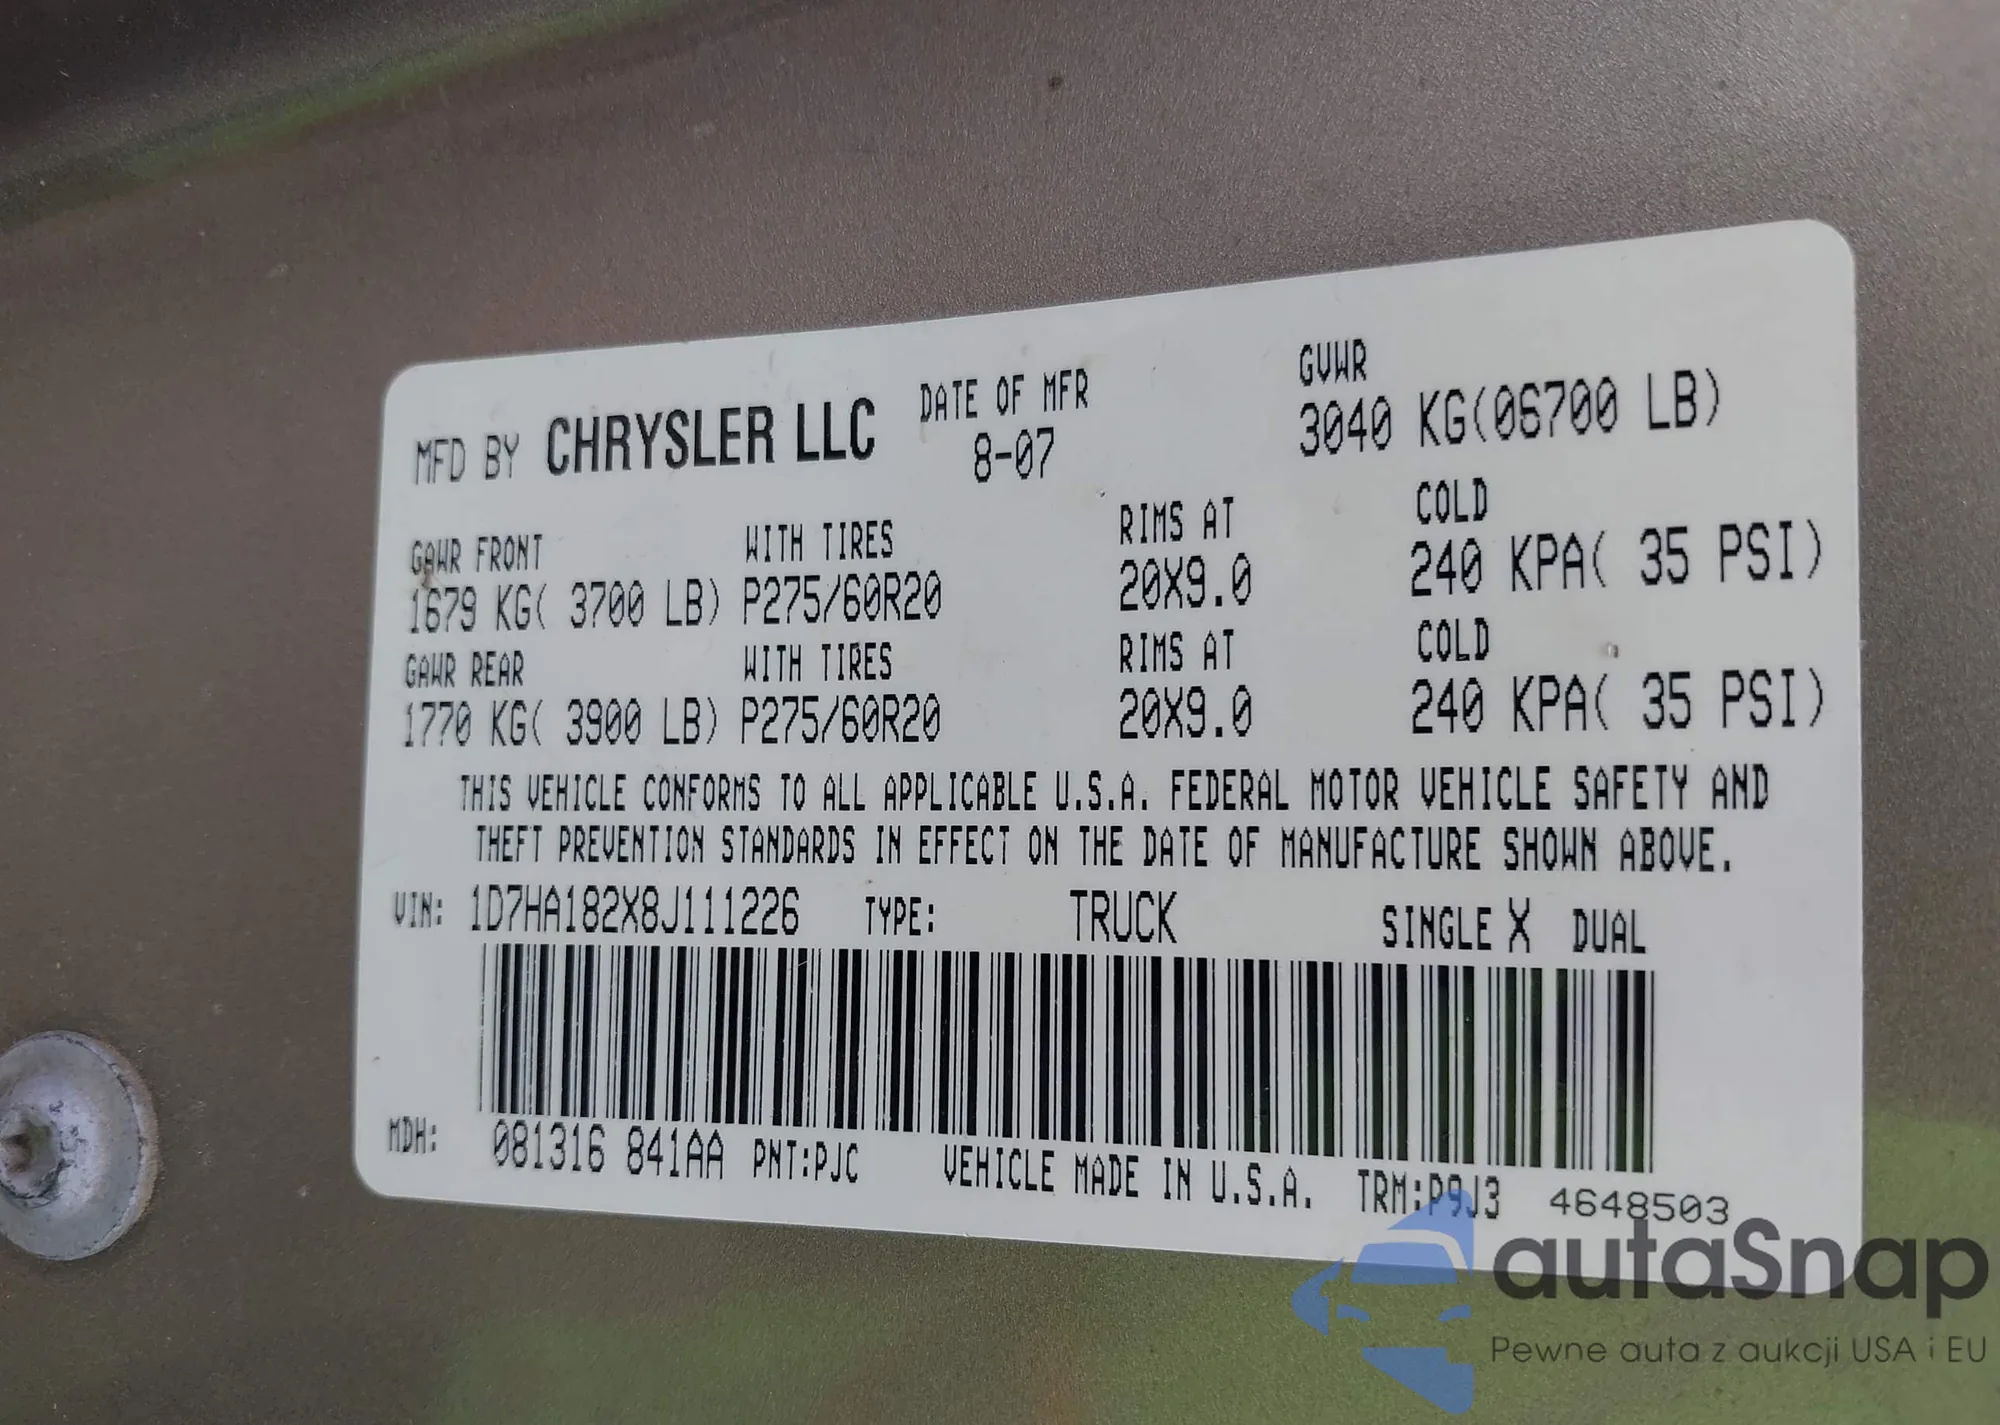 MFD BY CHRYSLER LLC DATE OF MFR GVWR
8-07 3040 KG(06700 LB)
GAWR FRONT WITH TIRES RIMS AT COLD
1679 KG( 3700 LB) P275/60R20 20X9.0 240 KPA( 35 PSI)
GAWR REAR WITH TIRES RIMS AT COLD
1770 KG( 3900 LB) P275/60R20 20X9.0 240 KPA( 35 PSI)
THIS VEHICLE CONFORMS TO ALL APPLICABLE U.S.A. FEDERAL MOTOR VEHICLE SAFETY AND
THEFT PREVENTION STANDARDS IN EFFECT ON THE DATE OF MANUFACTURE SHOWN ABOVE.
VIN: 1D7HA182X8J111226 TYPE: TRUCK SINGLE X DUAL
MDH: 081316 841AA PNT:PJC VEHICLE MADE IN U.S.A. TRM:P9J3 4648503
autaSnap
Pewne auta z aukcji USA i EU